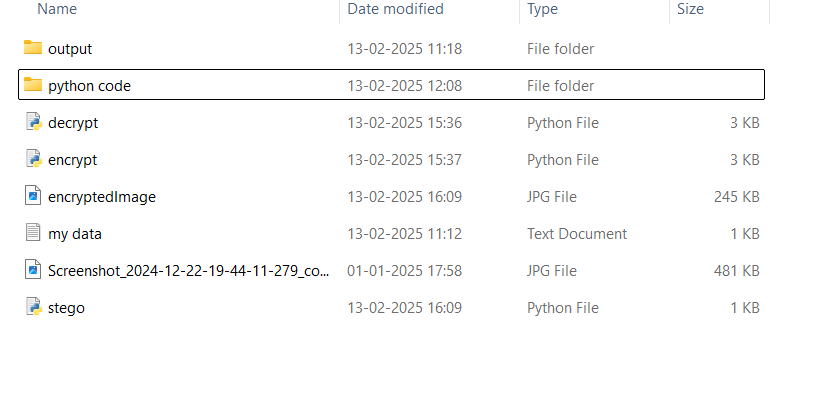 Name Date modified Type Size
output 13-02-2025 11:18 File folder
python code 13-02-2025 12:08 File folder
decrypt 13-02-2025 15:36 Python File 3 KB
encrypt 13-02-2025 15:37 Python File 3 KB
encryptedImage 13-02-2025 16:09 JPG File 245 KB
my data 13-02-2025 11:12 Text Document 1 KB
Screenshot_2024-12-22-19-44-11-279_co... 01-01-2025 17:58 JPG File 481 KB
stego 13-02-2025 16:09 Python File 1 KB